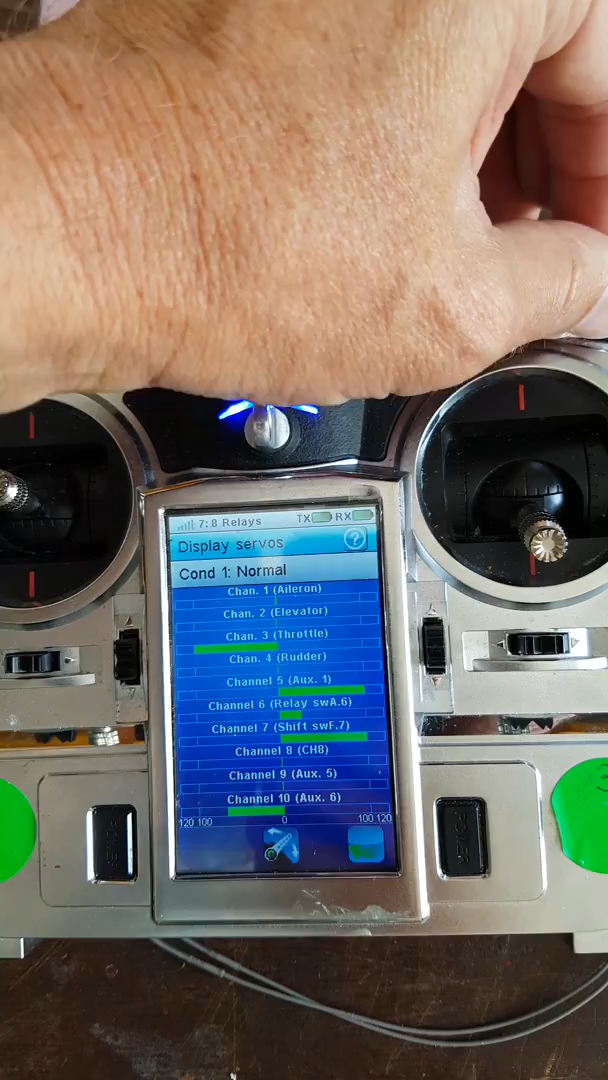 7: 8 Relays TX RX
Display servos ?
Cond 1: Normal
Chan. 1 (Aileron)
Chan. 2 (Elevator)
Chan. 3 (Throttle)
Chan. 4 (Rudder)
Channel 5 (Aux. 1)
Channel 6 (Relay swA.6)
Channel 7 (Shift swF.7)
Channel 8 (CH8)
Channel 9 (Aux. 5)
Channel 10 (Aux. 6)
120 100 0 100 120
POWER POWER